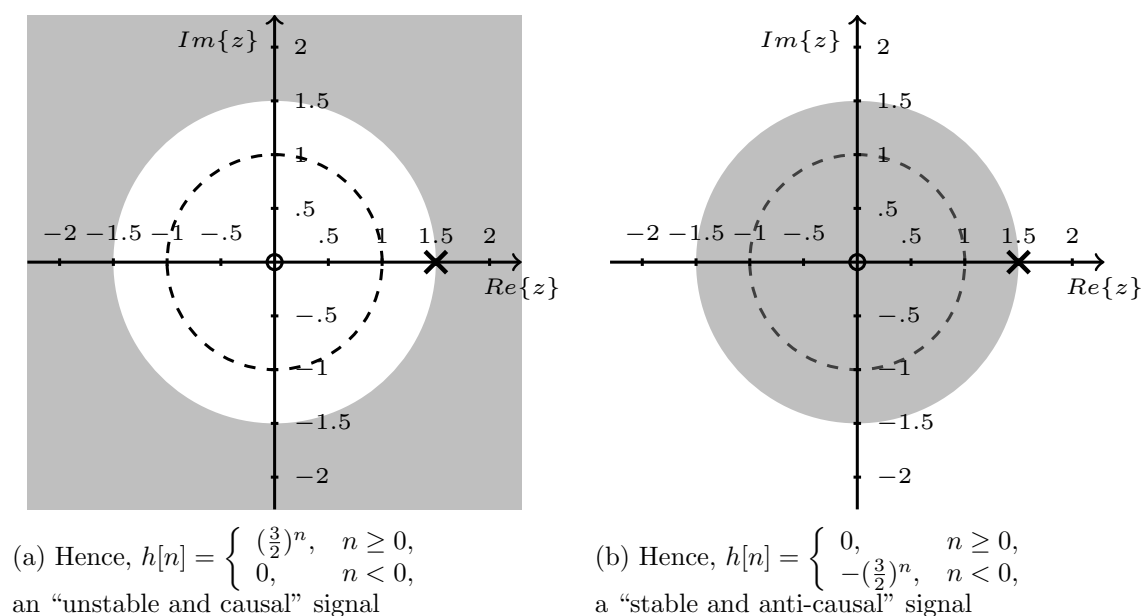 Im{z}
2
1.5
1
.5
−2 −1.5 −1 −.5 .5 1 1.5 2
Re{z}
−.5
−1
−1.5
−2
(a) Hence, h[n] = { (3/2)^n, n ≥ 0,
0, n < 0,
an “unstable and causal” signal
Im{z}
2
1.5
1
.5
−2 −1.5 −1 −.5 .5 1 1.5 2
Re{z}
−.5
−1
−1.5
−2
(b) Hence, h[n] = { 0, n ≥ 0,
−(3/2)^n, n < 0,
a “stable and anti-causal” signal